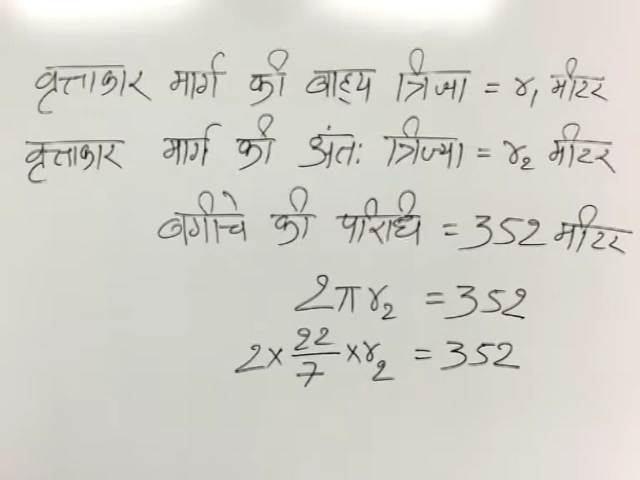 वृत्ताकार मार्ग की बाह्य त्रिजा = r₁ मीटर
वृत्ताकार मार्ग की अंतः त्रिज्या = r₂ मीटर
बगीचे की परिधि = 352 मीटर
2πr₂ = 352
2 × 22/7 × r₂ = 352